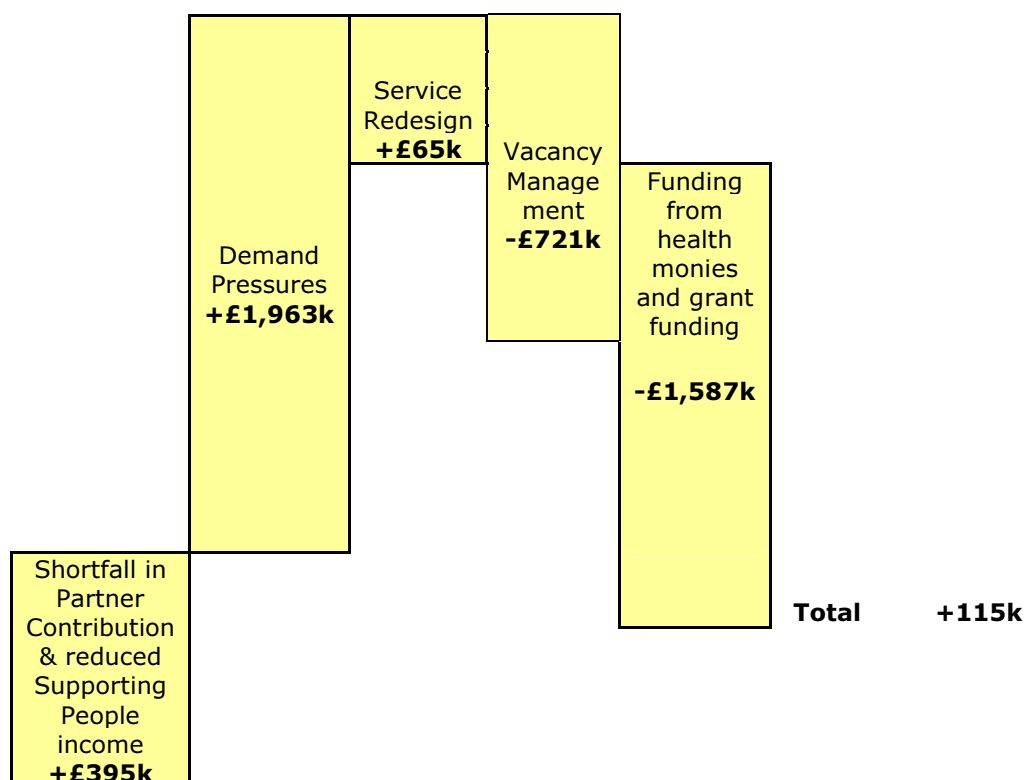 Service
Redesign
+£65k
Vacancy
Manage
ment
-£721k
Funding
from
health
monies
and grant
funding
-£1,587k
Demand
Pressures
+£1,963k
Shortfall in
Partner
Contribution
& reduced
Supporting
People
income
+£395k
Total +115k